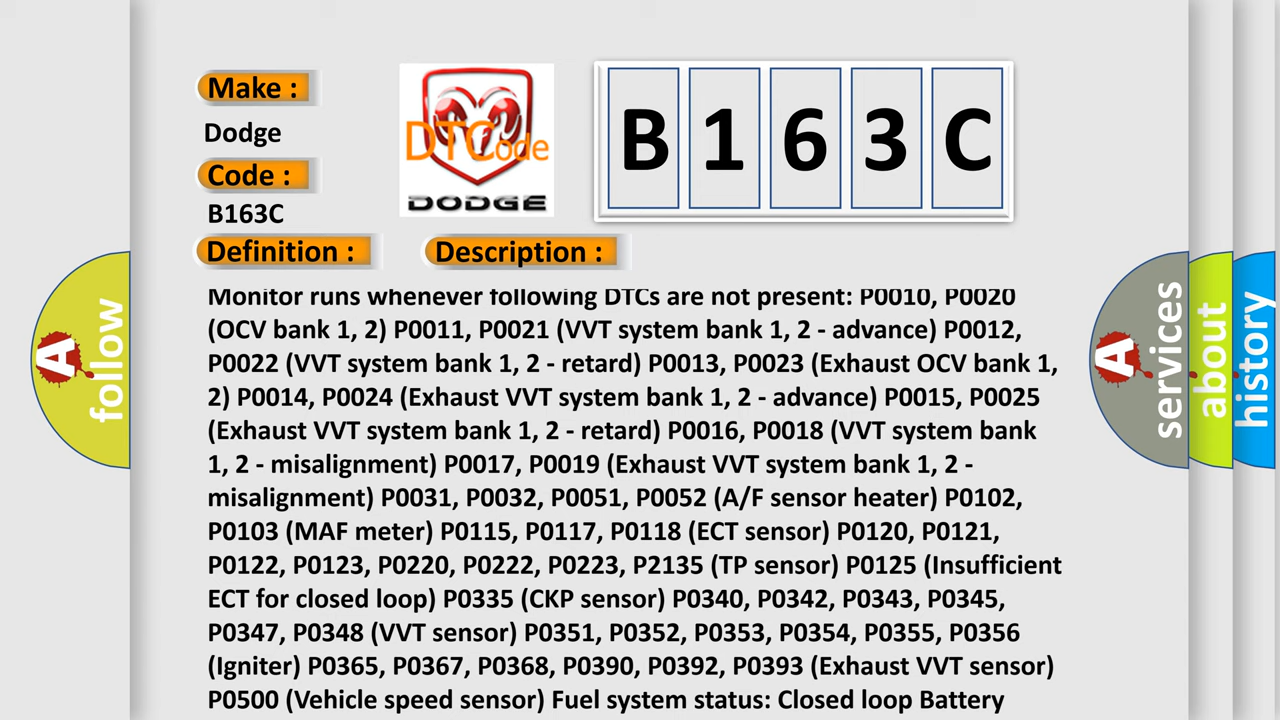 Make :
Dodge
Code :
B163C
DTCode
DODGE
B 1 6 3 C
Definition :
Description :
Monitor runs whenever following DTCs are not present: P0010, P0020
(OCV bank 1, 2) P0011, P0021 (VVT system bank 1, 2 - advance) P0012,
P0022 (VVT system bank 1, 2 - retard) P0013, P0023 (Exhaust OCV bank 1,
2) P0014, P0024 (Exhaust VVT system bank 1, 2 - advance) P0015, P0025
(Exhaust VVT system bank 1, 2 - retard) P0016, P0018 (VVT system bank
1, 2 - misalignment) P0017, P0019 (Exhaust VVT system bank 1, 2 -
misalignment) P0031, P0032, P0051, P0052 (A/F sensor heater) P0102,
P0103 (MAF meter) P0115, P0117, P0118 (ECT sensor) P0120, P0121,
P0122, P0123, P0220, P0222, P0223, P2135 (TP sensor) P0125 (Insufficient
ECT for closed loop) P0335 (CKP sensor) P0340, P0342, P0343, P0345,
P0347, P0348 (VVT sensor) P0351, P0352, P0353, P0354, P0355, P0356
(Igniter) P0365, P0367, P0368, P0390, P0392, P0393 (Exhaust VVT sensor)
P0500 (Vehicle speed sensor) Fuel system status: Closed loop Battery
A
follow
A
services
about
history